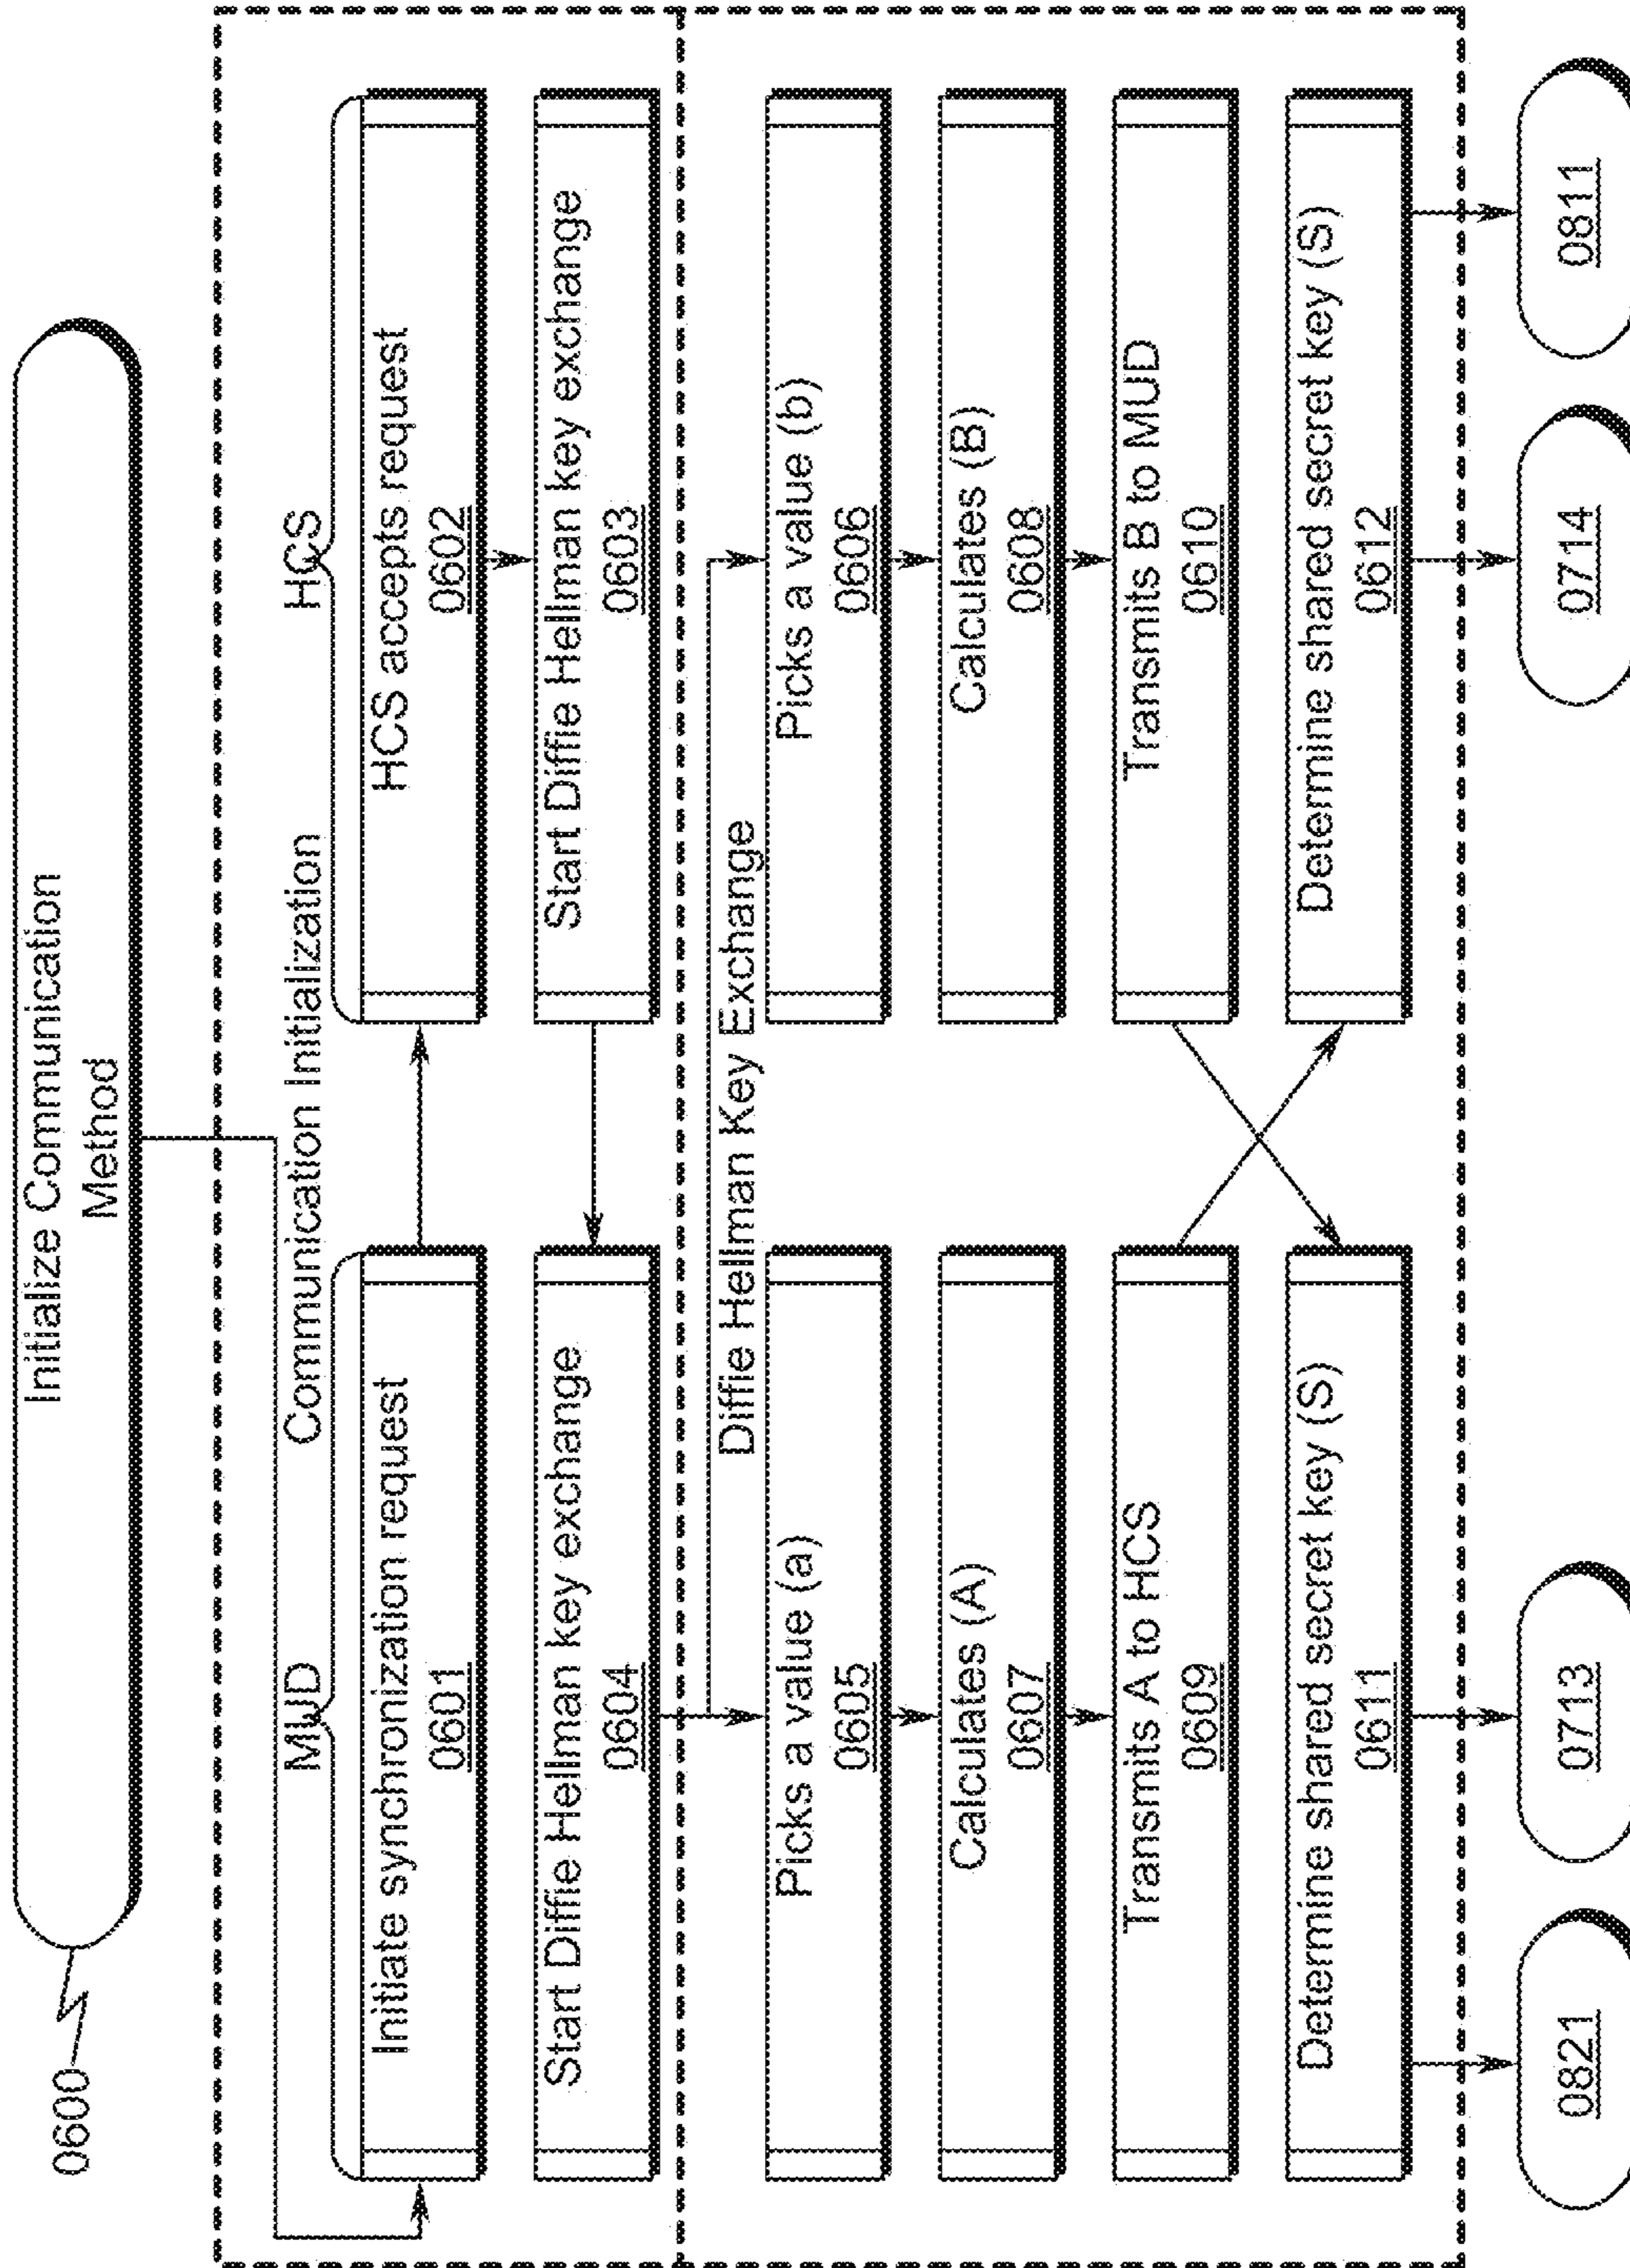 0600
Initialize Communication
Method
MUD
Communication Initialization
HCS
Initiate synchronization request
0601
HCS accepts request
0602
Start Diffie Hellman key exchange
0604
Start Diffie Hellman key exchange
0603
Diffie Hellman Key Exchange
Picks a value (a)
0605
Picks a value (b)
0606
Calculates (A)
0607
Calculates (B)
0608
Transmits A to HCS
0609
Transmits B to MUD
0610
Determine shared secret key (S)
0611
Determine shared secret key (S)
0612
0821
0713
0714
0811